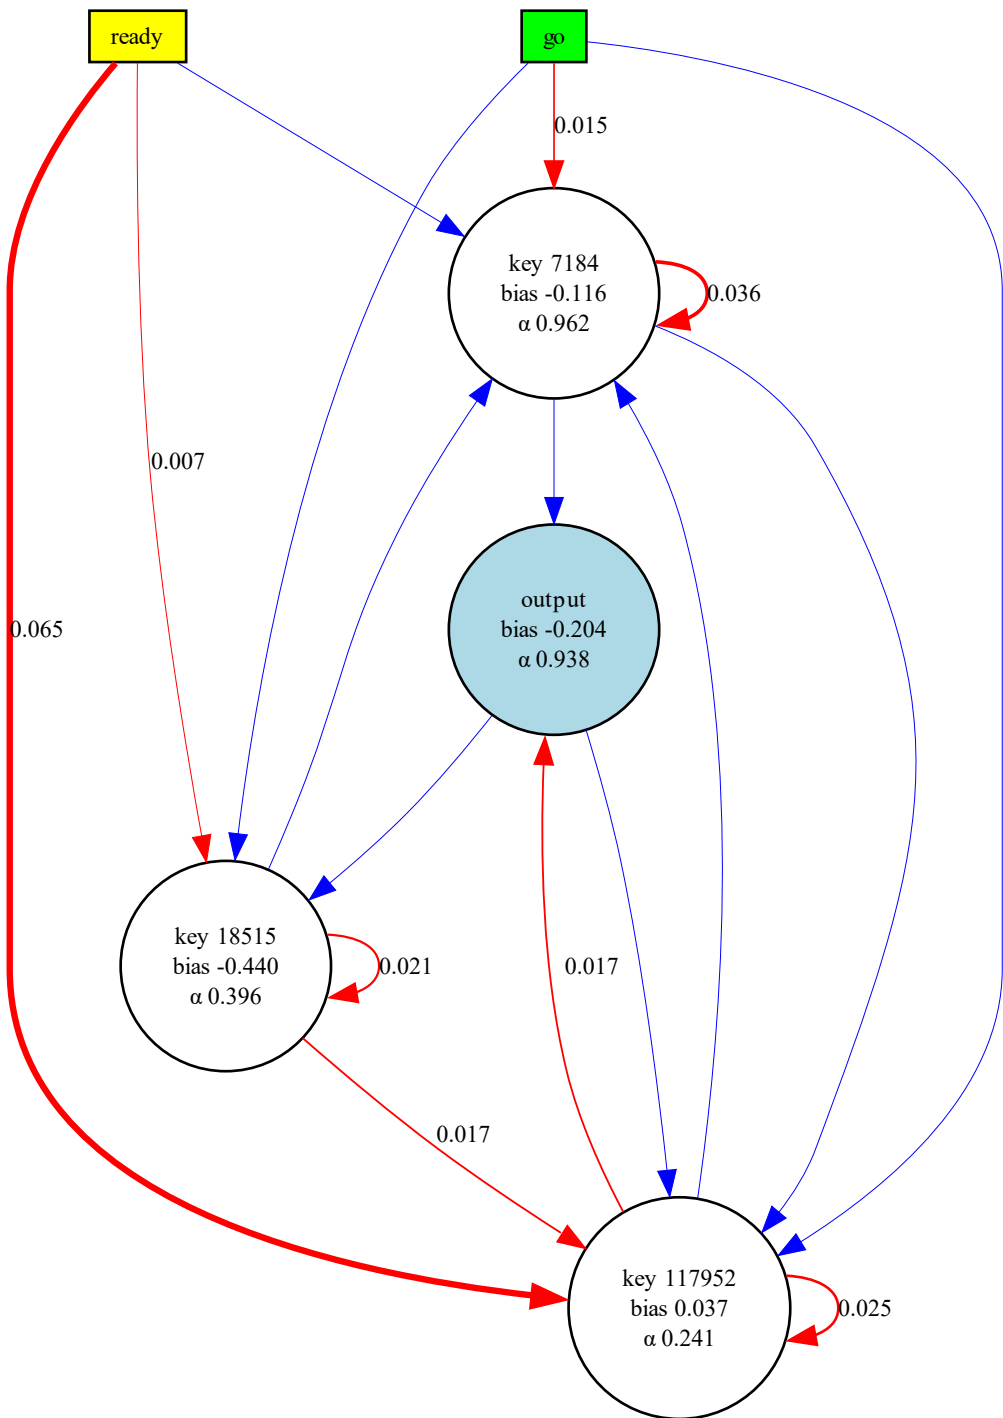 ready
go
0.015
key 7184
bias -0.116
α 0.962
0.036
0.007
output
bias -0.204
α 0.938
0.065
key 18515
bias -0.440
α 0.396
0.021
0.017
0.017
key 117952
bias 0.037
α 0.241
0.025